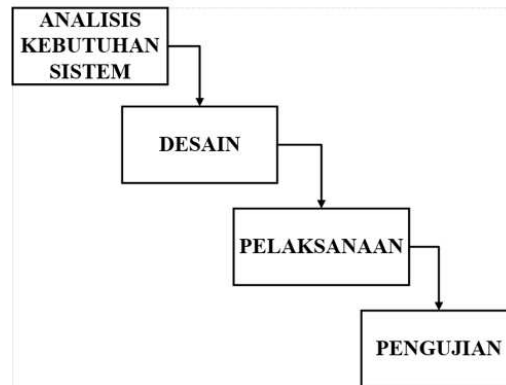 ANALISIS
KEBUTUHAN
SISTEM
DESAIN
PELAKSANAAN
PENGUJIAN